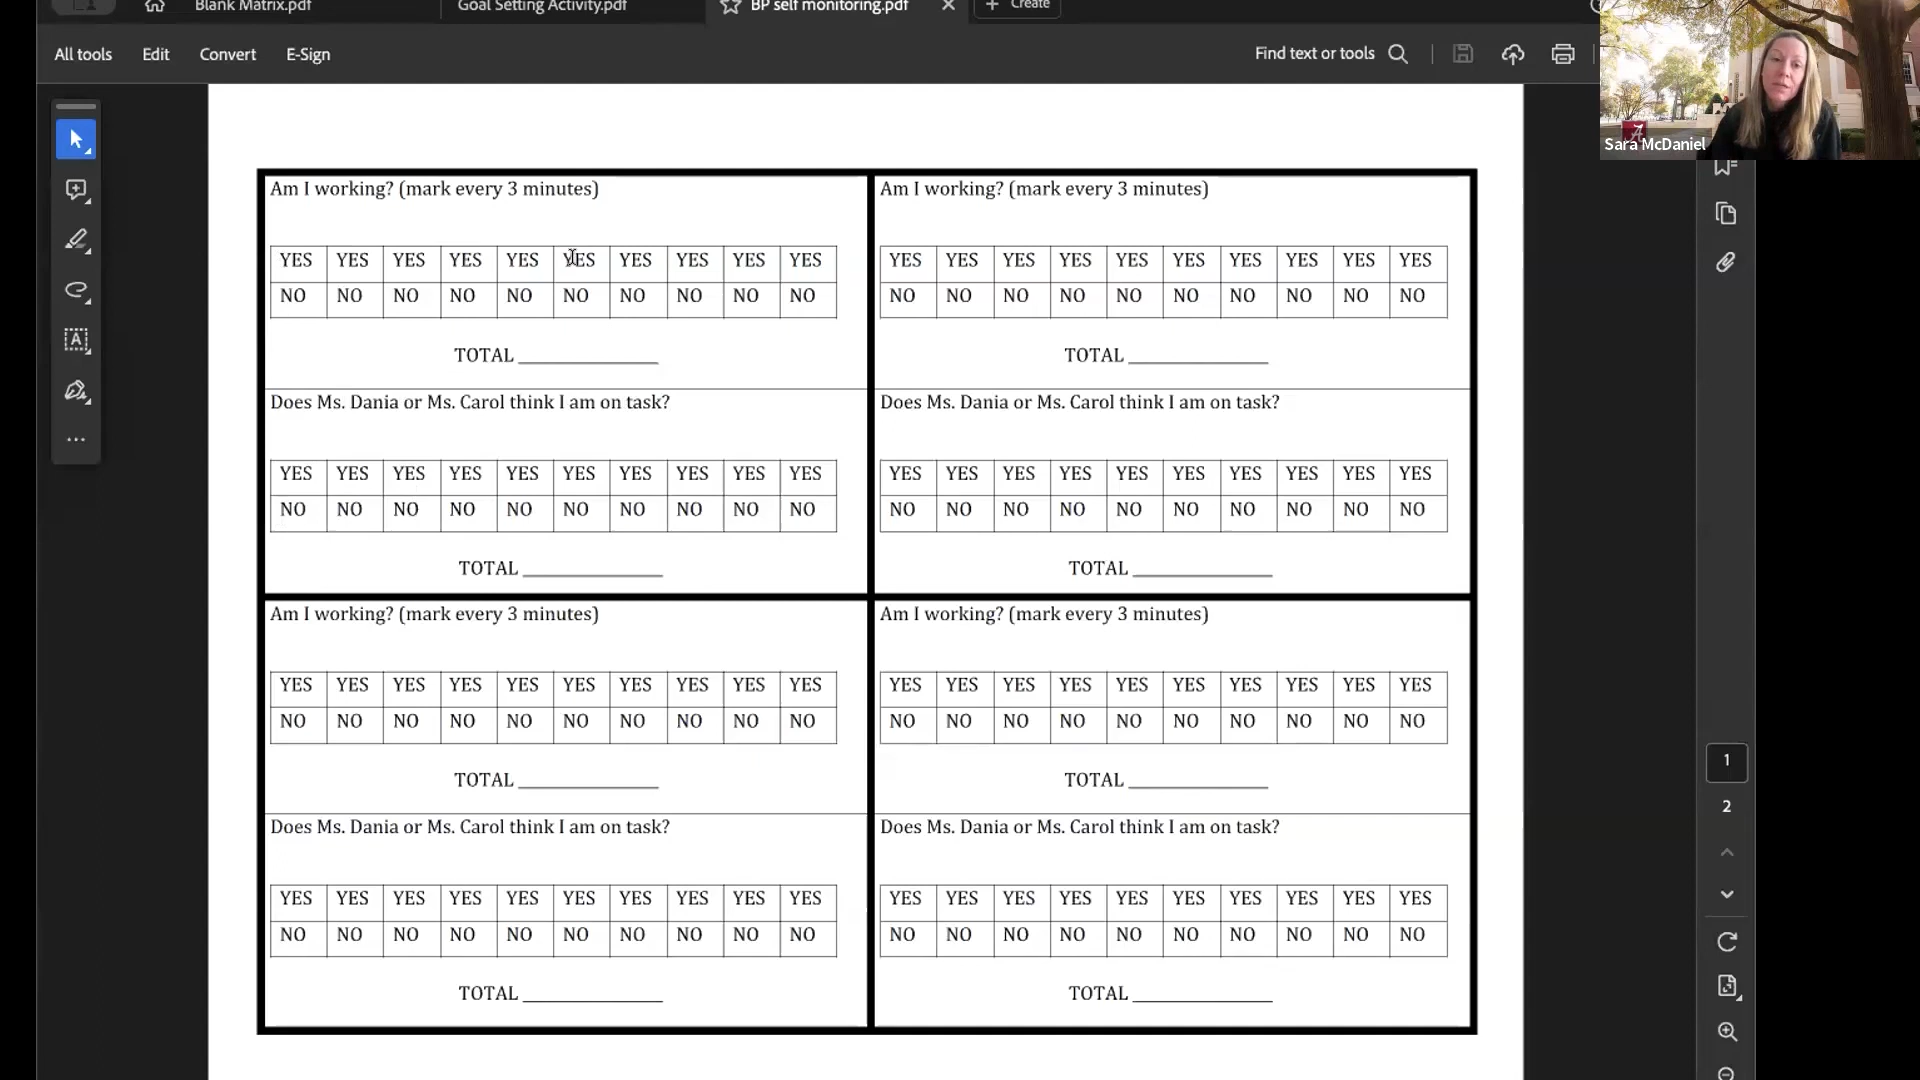 Blank Matrix.pdf
Goal Setting Activity.pdf
BP self monitoring.pdf
Create
All tools
Edit
Convert
E-Sign
Find text or tools
A
Sara McDaniel
Am I working? (mark every 3 minutes)
YES YES YES YES YES YES YES YES YES YES
NO NO NO NO NO NO NO NO NO NO
TOTAL ______________
Does Ms. Dania or Ms. Carol think I am on task?
YES YES YES YES YES YES YES YES YES YES
NO NO NO NO NO NO NO NO NO NO
TOTAL ______________
Am I working? (mark every 3 minutes)
YES YES YES YES YES YES YES YES YES YES
NO NO NO NO NO NO NO NO NO NO
TOTAL ______________
Does Ms. Dania or Ms. Carol think I am on task?
YES YES YES YES YES YES YES YES YES YES
NO NO NO NO NO NO NO NO NO NO
TOTAL ______________
Am I working? (mark every 3 minutes)
YES YES YES YES YES YES YES YES YES YES
NO NO NO NO NO NO NO NO NO NO
TOTAL ______________
Does Ms. Dania or Ms. Carol think I am on task?
YES YES YES YES YES YES YES YES YES YES
NO NO NO NO NO NO NO NO NO NO
TOTAL ______________
Am I working? (mark every 3 minutes)
YES YES YES YES YES YES YES YES YES YES
NO NO NO NO NO NO NO NO NO NO
TOTAL ______________
Does Ms. Dania or Ms. Carol think I am on task?
YES YES YES YES YES YES YES YES YES YES
NO NO NO NO NO NO NO NO NO NO
TOTAL ______________
1
2